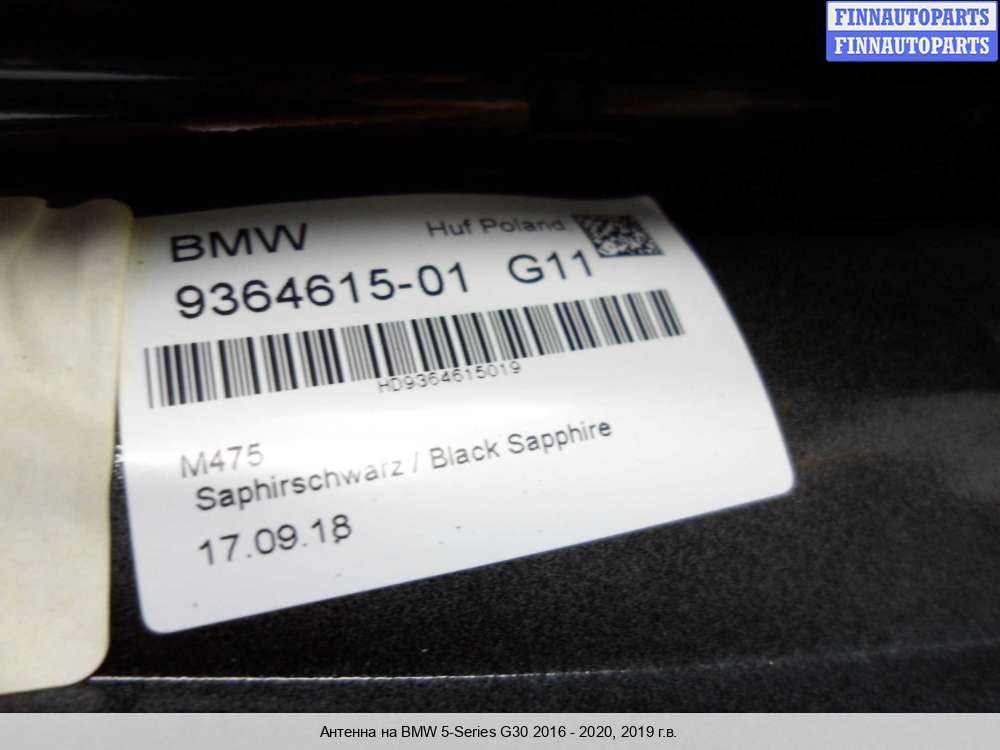 FINNAUTOPARTS
FINNAUTOPARTS
BMW Huf Poland
9364615-01 G11
HD9364615019
M475
Saphirschwarz / Black Sapphire
17.09.18
Антенна на BMW 5-Series G30 2016 - 2020, 2019 г.в.